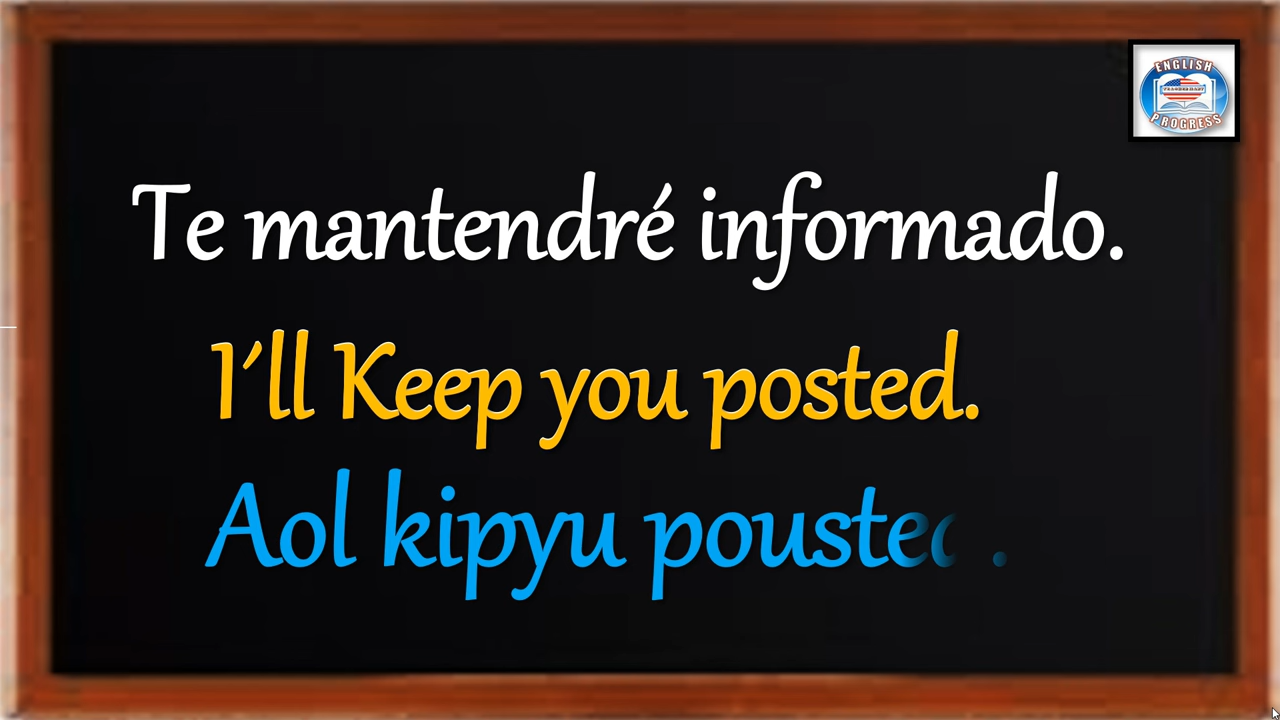 ENGLISH
PROGRESS
Te mantendré informado.
I´ll Keep you posted.
Aol kipyu